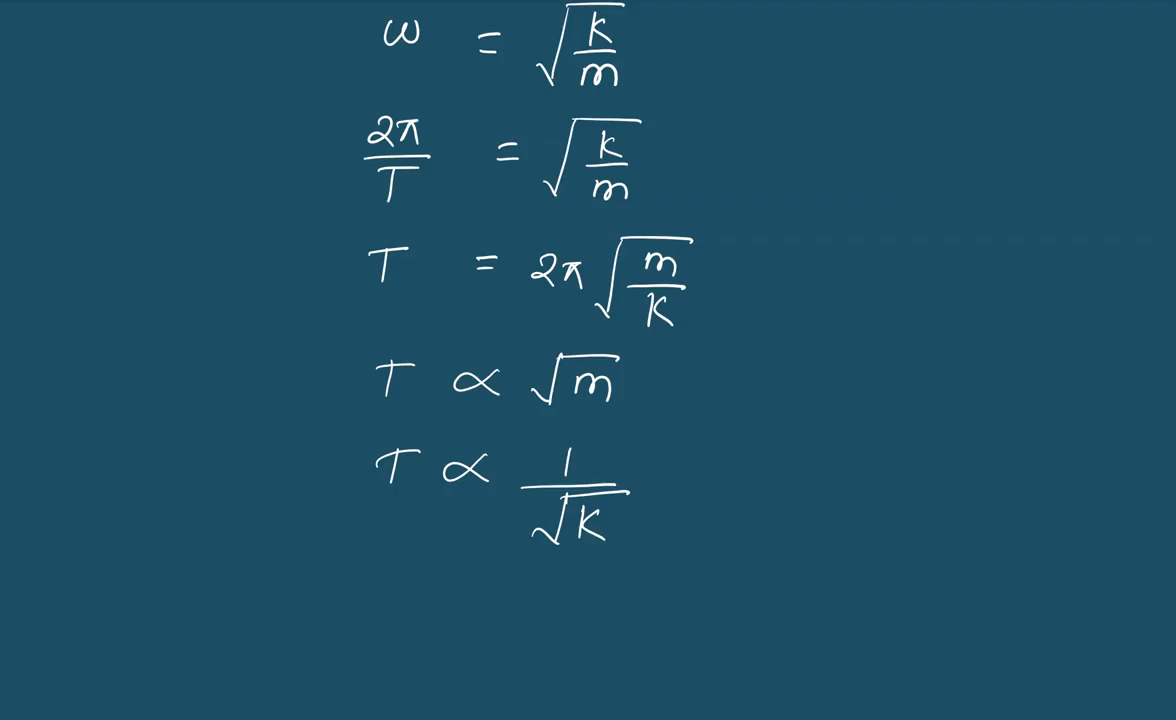 ω = √(k/m)
2π/T = √(k/m)
T = 2π√(m/k)
T ∝ √m
T ∝ 1/√k